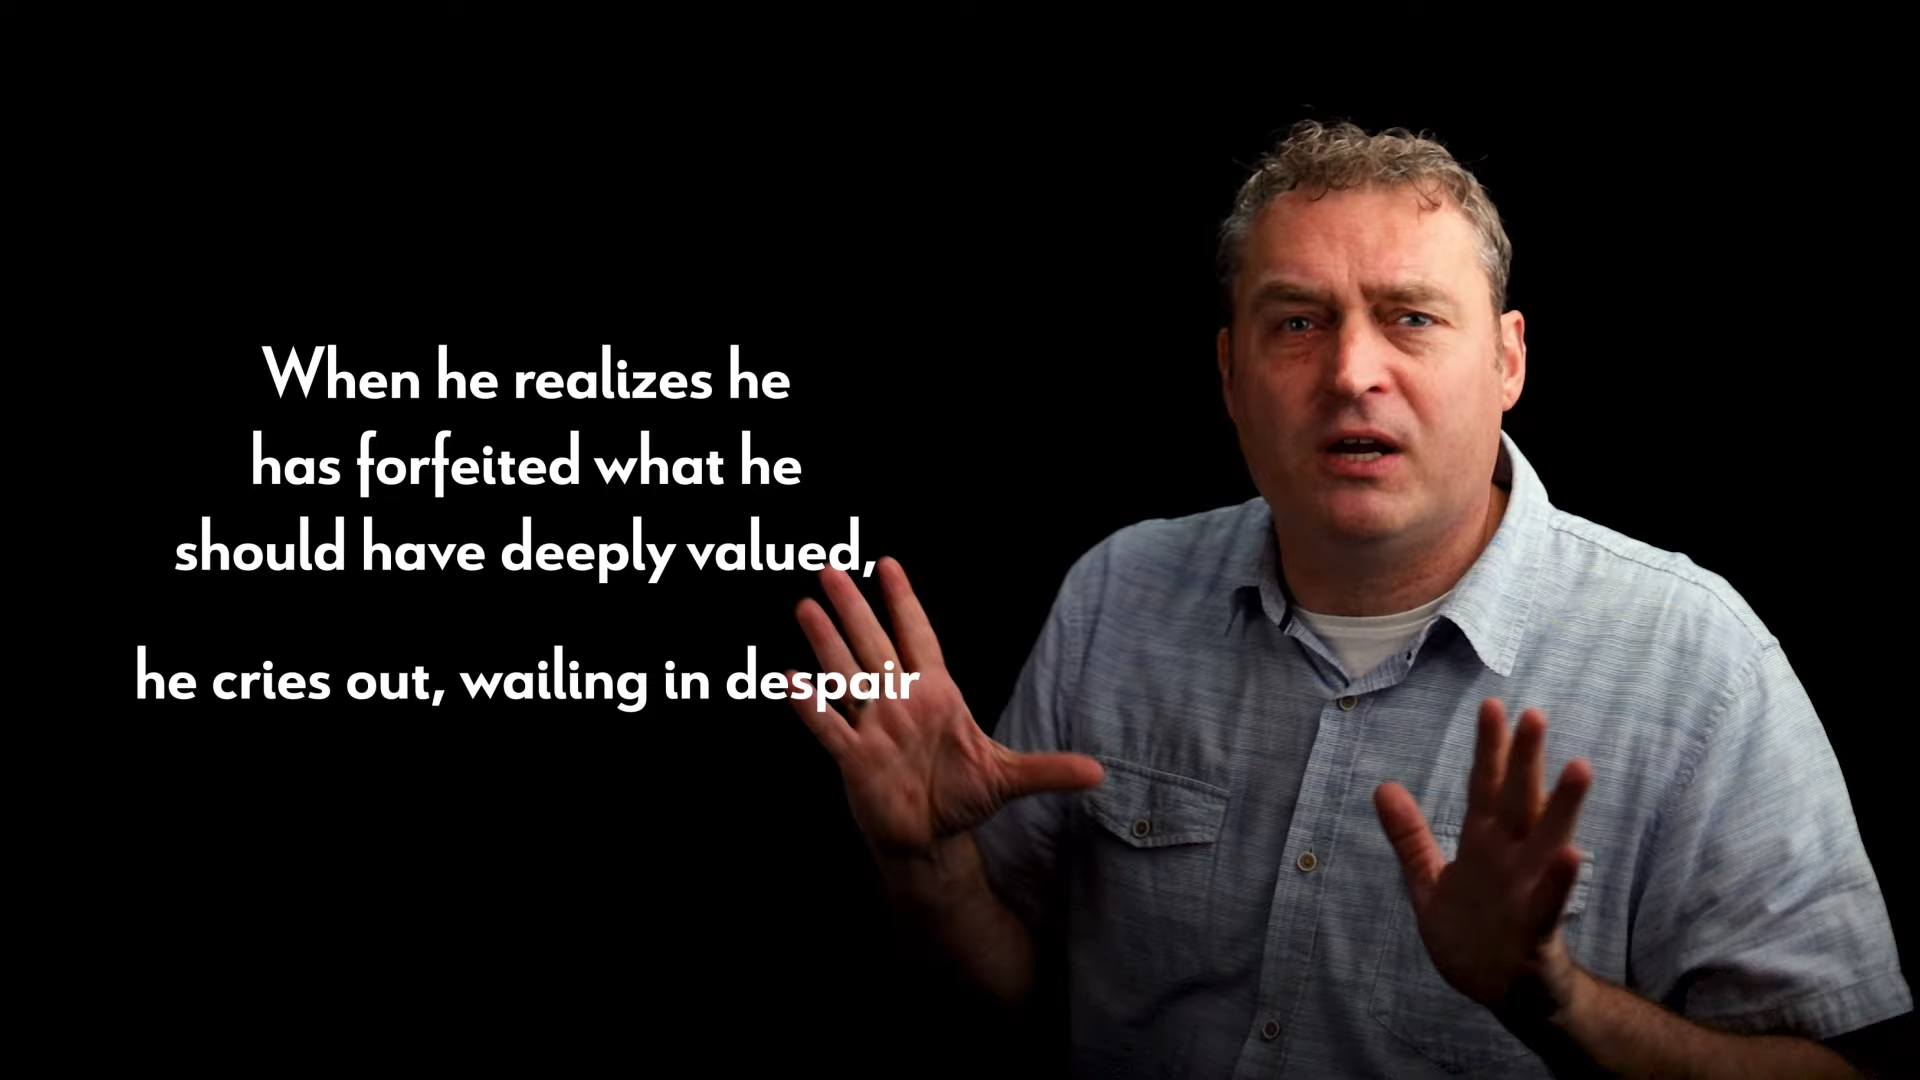 When he realizes he
has forfeited what he
should have deeply valued,
he cries out, wailing in despair